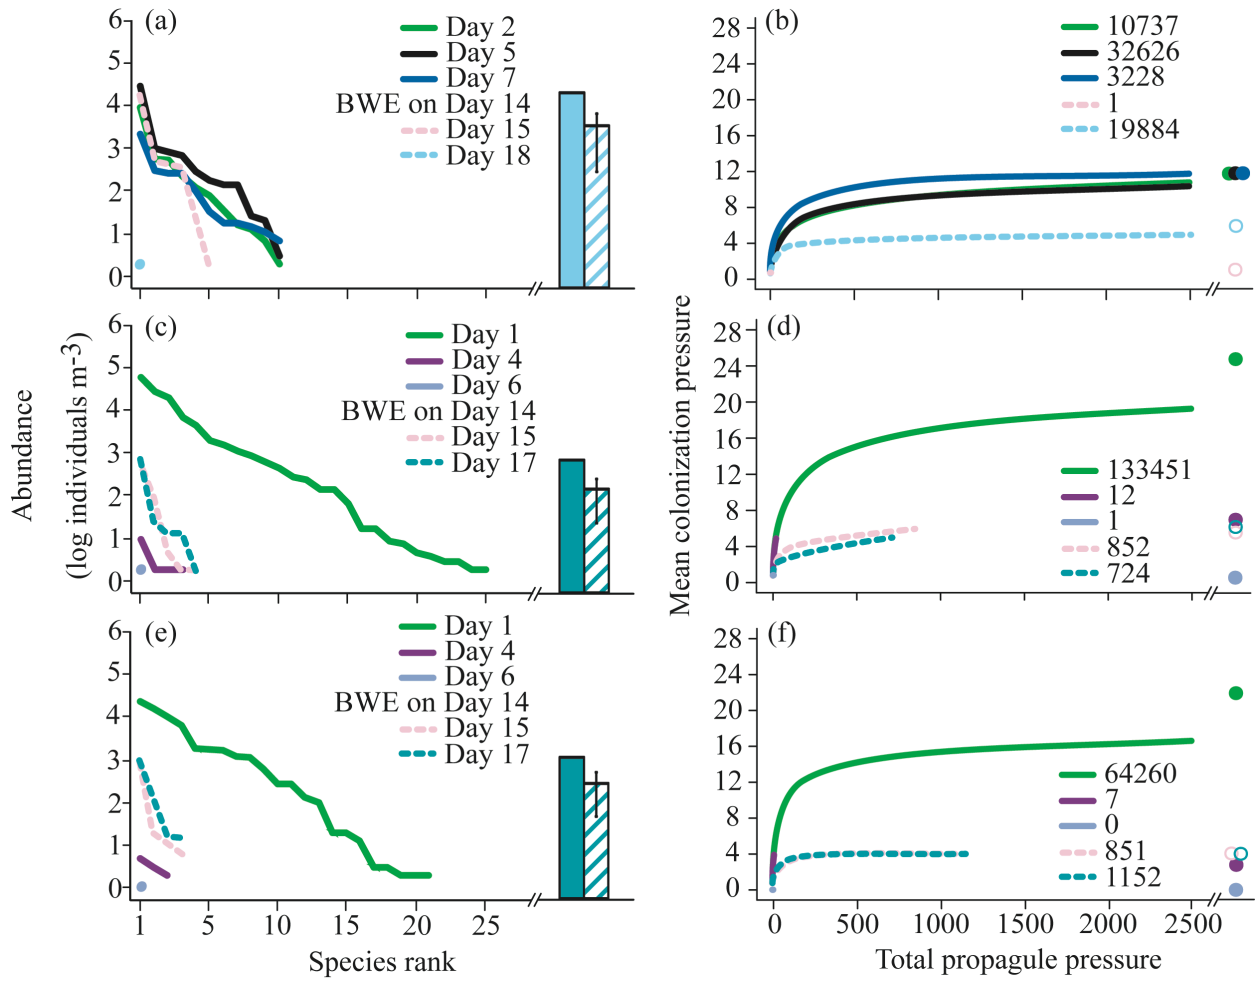 (a)
6
5
4
3
2
1
0
Day 2
Day 5
Day 7
BWE on Day 14
Day 15
Day 18
(b)
28
24
20
16
12
8
4
0
10737
32626
3228
1
19884
(c)
6
5
4
3
2
1
0
Day 1
Day 4
Day 6
BWE on Day 14
Day 15
Day 17
(d)
28
24
20
16
12
8
4
0
133451
12
1
852
724
(e)
6
5
4
3
2
1
0
Day 1
Day 4
Day 6
BWE on Day 14
Day 15
Day 17
1 5 10 15 20 25
Species rank
Abundance
(log individuals m-3)
(f)
28
24
20
16
12
8
4
0
64260
7
0
851
1152
0 500 1000 1500 2000 2500
Total propagule pressure
Mean colonization pressure